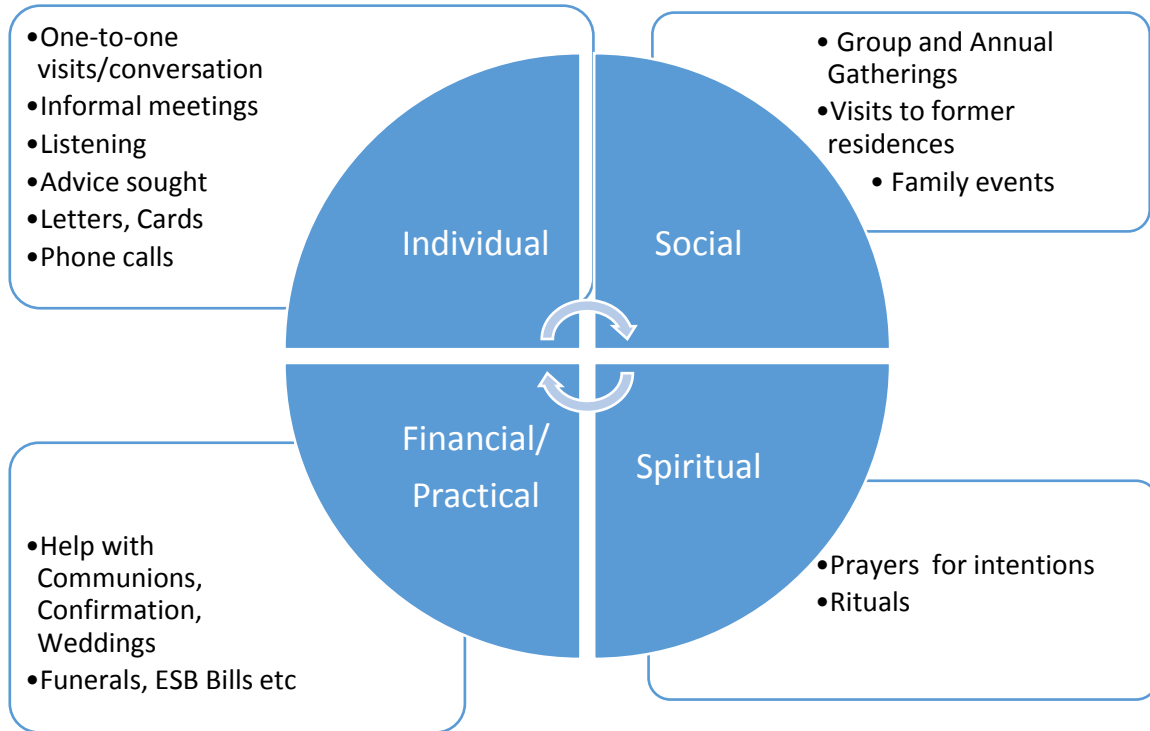 •One-to-one
visits/conversation
•Informal meetings
•Listening
•Advice sought
•Letters, Cards
•Phone calls
• Group and Annual
Gatherings
•Visits to former
residences
• Family events
Individual
Social
Financial/
Practical
Spiritual
•Help with
Communions,
Confirmation,
Weddings
•Funerals, ESB Bills etc
•Prayers for intentions
•Rituals